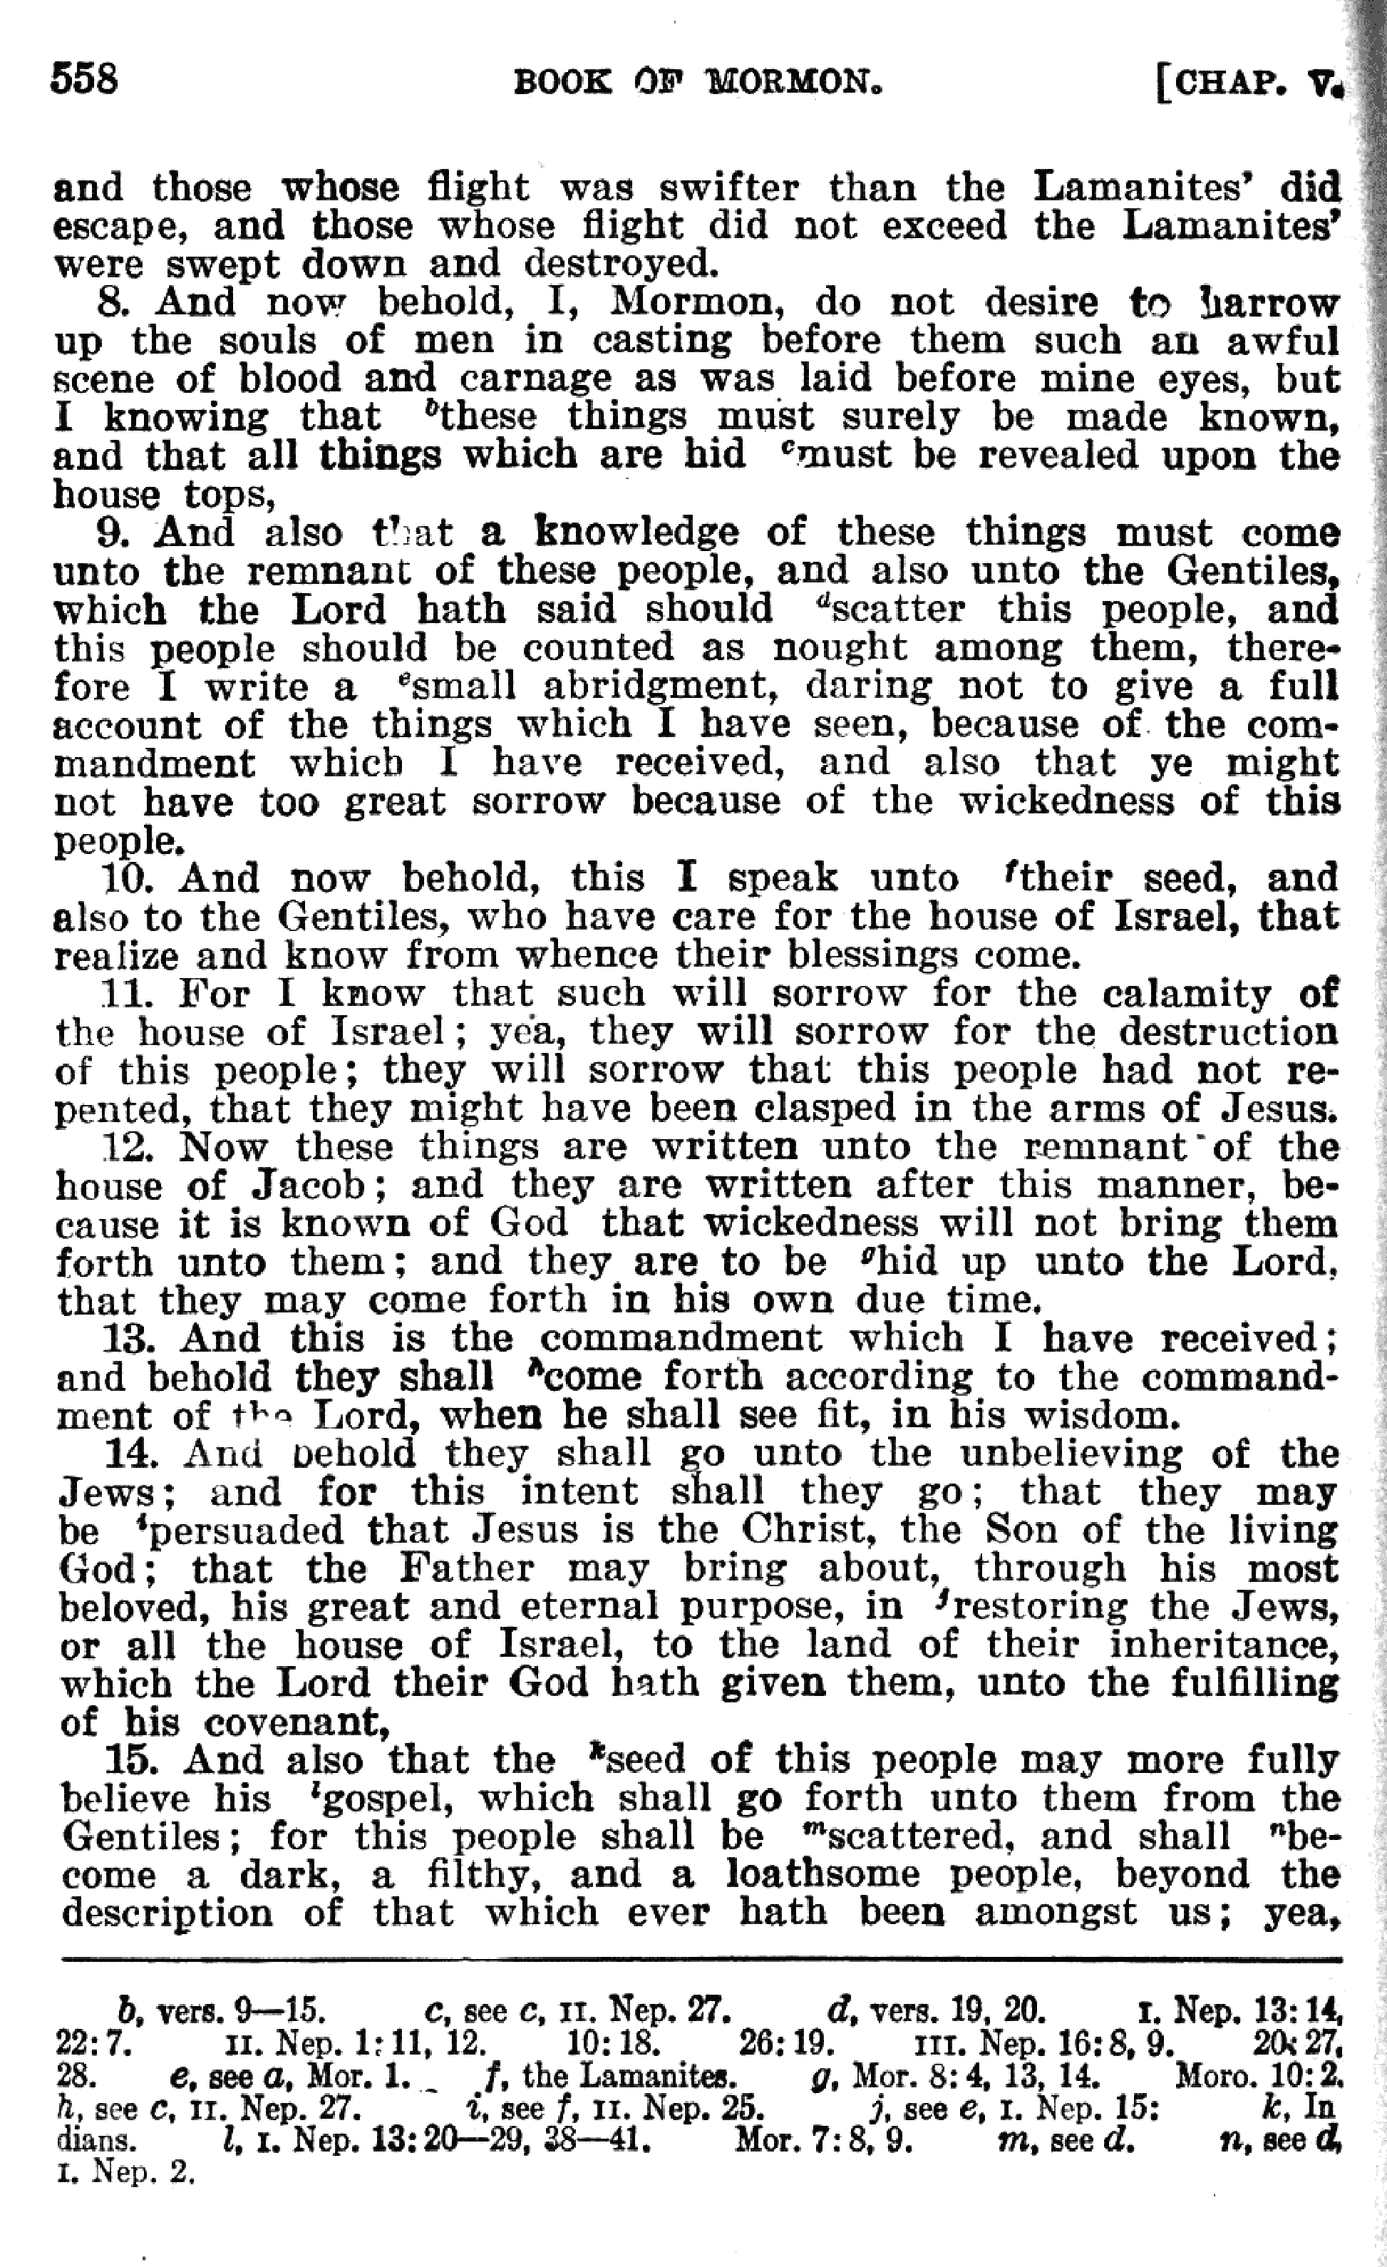 558 BOOK OF MORMON. [CHAP. V.
and those whose flight was swifter than the Lamanites' did
escape, and those whose flight did not exceed the Lamanites'
were swept down and destroyed.
8. And now behold, I, Mormon, do not desire to harrow
up the souls of men in casting before them such an awful
scene of blood and carnage as was laid before mine eyes, but
I knowing that ᵇthese things must surely be made known,
and that all things which are hid ᶜmust be revealed upon the
house tops,
9. And also that a knowledge of these things must come
unto the remnant of these people, and also unto the Gentiles,
which the Lord hath said should ᵈscatter this people, and
this people should be counted as nought among them, there-
fore I write a ᵉsmall abridgment, daring not to give a full
account of the things which I have seen, because of the com-
mandment which I have received, and also that ye might
not have too great sorrow because of the wickedness of this
people.
10. And now behold, this I speak unto ᶠtheir seed, and
also to the Gentiles, who have care for the house of Israel, that
realize and know from whence their blessings come.
11. For I know that such will sorrow for the calamity of
the house of Israel; yea, they will sorrow for the destruction
of this people; they will sorrow that this people had not re-
pented, that they might have been clasped in the arms of Jesus.
12. Now these things are written unto the remnant of the
house of Jacob; and they are written after this manner, be-
cause it is known of God that wickedness will not bring them
forth unto them; and they are to be ᵍhid up unto the Lord,
that they may come forth in his own due time.
13. And this is the commandment which I have received;
and behold they shall ʰcome forth according to the command-
ment of the Lord, when he shall see fit, in his wisdom.
14. And behold they shall go unto the unbelieving of the
Jews; and for this intent shall they go; that they may
be ⁱpersuaded that Jesus is the Christ, the Son of the living
God; that the Father may bring about, through his most
beloved, his great and eternal purpose, in ʲrestoring the Jews,
or all the house of Israel, to the land of their inheritance,
which the Lord their God hath given them, unto the fulfilling
of his covenant,
15. And also that the ᵏseed of this people may more fully
believe his ˡgospel, which shall go forth unto them from the
Gentiles; for this people shall be ᵐscattered, and shall ⁿbe-
come a dark, a filthy, and a loathsome people, beyond the
description of that which ever hath been amongst us; yea,
b, vers. 9—15. c, see c, II. Nep. 27. d, vers. 19, 20. I. Nep. 13:14,
22:7. II. Nep. 1:11, 12. 10:18. 26:19. III. Nep. 16:8, 9. 20:27,
28. e, see a, Mor. 1. f, the Lamanites. g, Mor. 8:4, 13, 14. Moro. 10:2.
h, see c, II. Nep. 27. i, see f, II. Nep. 25. j, see e, I. Nep. 15: k, In
dians. l, I. Nep. 13:20—29, 38—41. Mor. 7:8, 9. m, see d. n, see d,
I. Nep. 2.